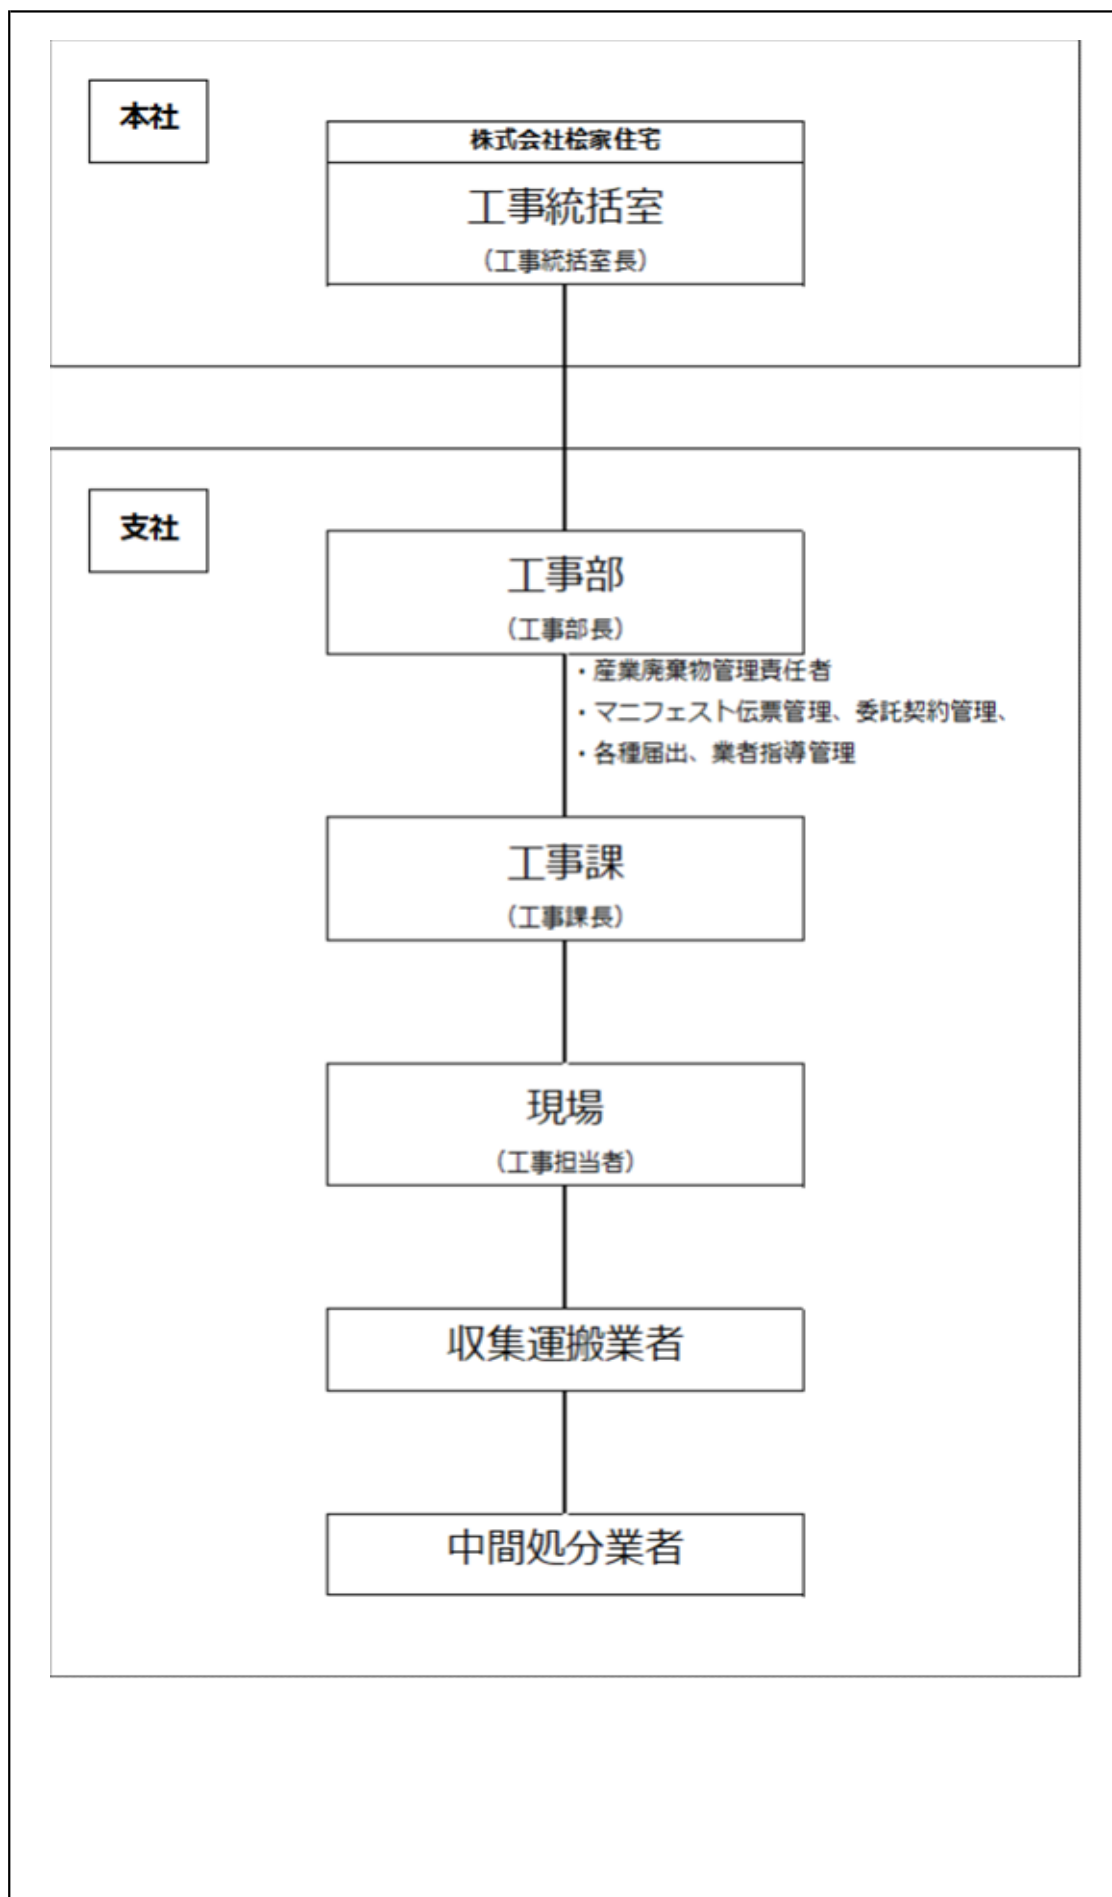 本社
株式会社桧家住宅
工事統括室
（工事統括室長）
支社
工事部
（工事部長）
・産業廃棄物管理責任者
・マニフェスト伝票管理、委託契約管理、
・各種届出、業者指導管理
工事課
（工事課長）
現場
（工事担当者）
収集運搬業者
中間処分業者